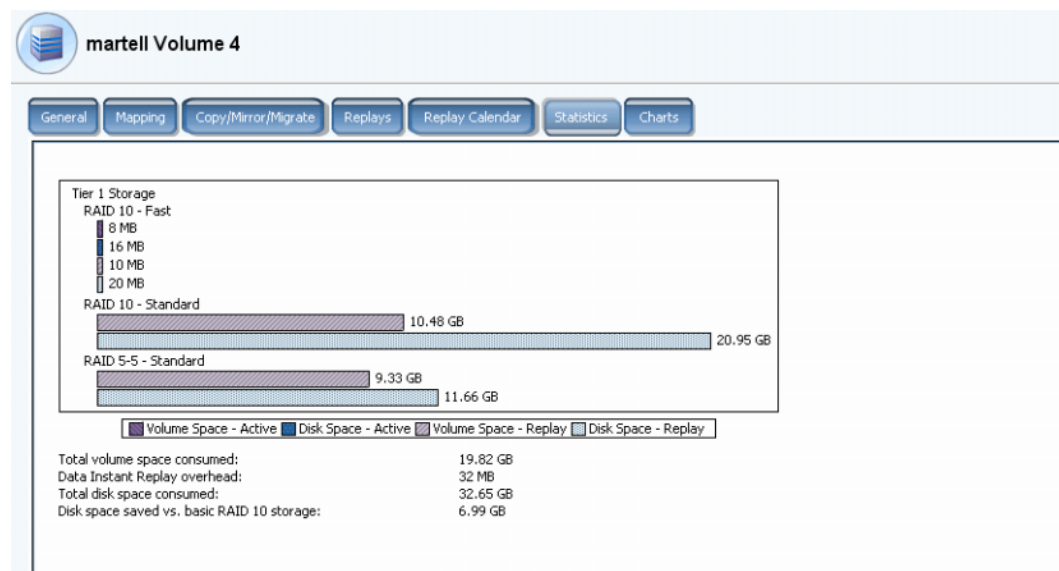 martell Volume 4
General Mapping Copy/Mirror/Migrate Replays Replay Calendar Statistics Charts
Tier 1 Storage
RAID 10 - Fast
8 MB
16 MB
10 MB
20 MB
RAID 10 - Standard
10.48 GB
20.95 GB
RAID 5-5 - Standard
9.33 GB
11.66 GB
Volume Space - Active Disk Space - Active Volume Space - Replay Disk Space - Replay
Total volume space consumed: 19.82 GB
Data Instant Replay overhead: 32 MB
Total disk space consumed: 32.65 GB
Disk space saved vs. basic RAID 10 storage: 6.99 GB